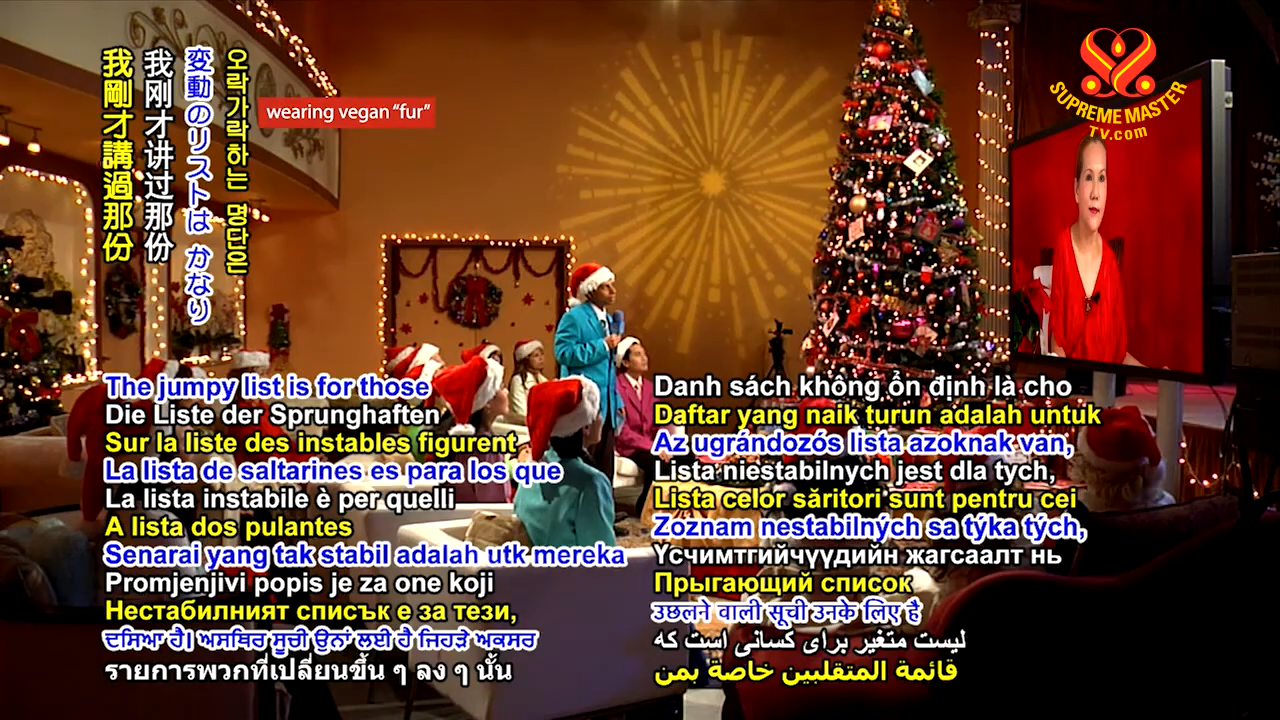 오락가락하는 명단은
変動のリストは かなり
我刚才讲过那份
我剛才講過那份
wearing vegan “fur”
SUPREME MASTER
TV.com
The jumpy list is for those
Die Liste der Sprunghaften
Sur la liste des instables figurent
La lista de saltarines es para los que
La lista instabile è per quelli
A lista dos pulantes
Senarai yang tak stabil adalah utk mereka
Promjenjivi popis je za one koji
Нестабилният списък е за тези,
ਦਸਿਆ ਹੈ। ਅਸਥਿਰ ਸੂਚੀ ਉਨਾਂ ਲਈ ਹੈ ਜਿਹੜੇ ਅਕਸਰ
รายการพวกที่เปลี่ยนขึ้น ๆ ลง ๆ นั้น
Danh sách không ổn định là cho
Daftar yang naik turun adalah untuk
Az ugrándozós lista azoknak van,
Lista niestabilnych jest dla tych,
Lista celor săritori sunt pentru cei
Zoznam nestabilných sa týka tých,
Үсчимтгийчүүдийн жагсаалт нь
Прыгающий список
उछलने वाली सूची उनके लिए है
لیست متغیر برای کسانی است که
قائمة المتقلبين خاصة بمن